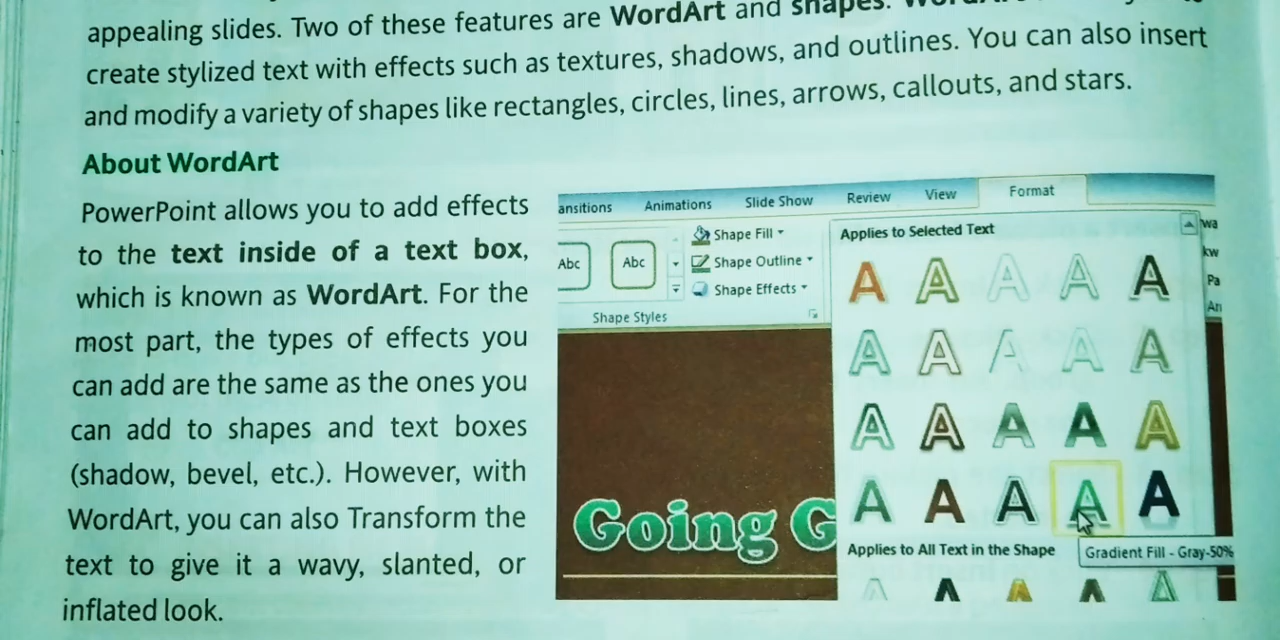 appealing slides. Two of these features are WordArt and shapes.
create stylized text with effects such as textures, shadows, and outlines. You can also insert
and modify a variety of shapes like rectangles, circles, lines, arrows, callouts, and stars.
About WordArt
PowerPoint allows you to add effects
to the text inside of a text box,
which is known as WordArt. For the
most part, the types of effects you
can add are the same as the ones you
can add to shapes and text boxes
(shadow, bevel, etc.). However, with
WordArt, you can also Transform the
text to give it a wavy, slanted, or
inflated look.
ansitions Animations Slide Show Review View Format
Abc Abc
Shape Fill
Shape Outline
Shape Effects
Shape Styles
Applies to Selected Text
A A A A A
A A A A A
A A A A A
A A A A A
Gradient Fill - Gray-50%
Applies to All Text in the Shape
A A A A A
Going G
wa
kw
Pa